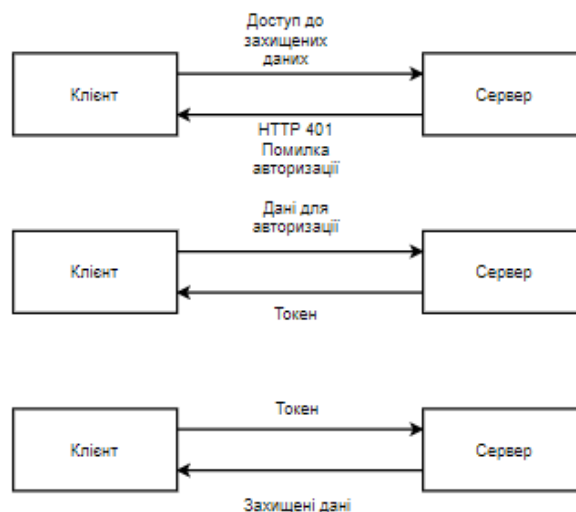 Доступ до
захищених
даних
Клієнт
Сервер
HTTP 401
Помилка
авторизації
Дані для
авторизації
Клієнт
Сервер
Токен
Токен
Клієнт
Сервер
Захищені дані